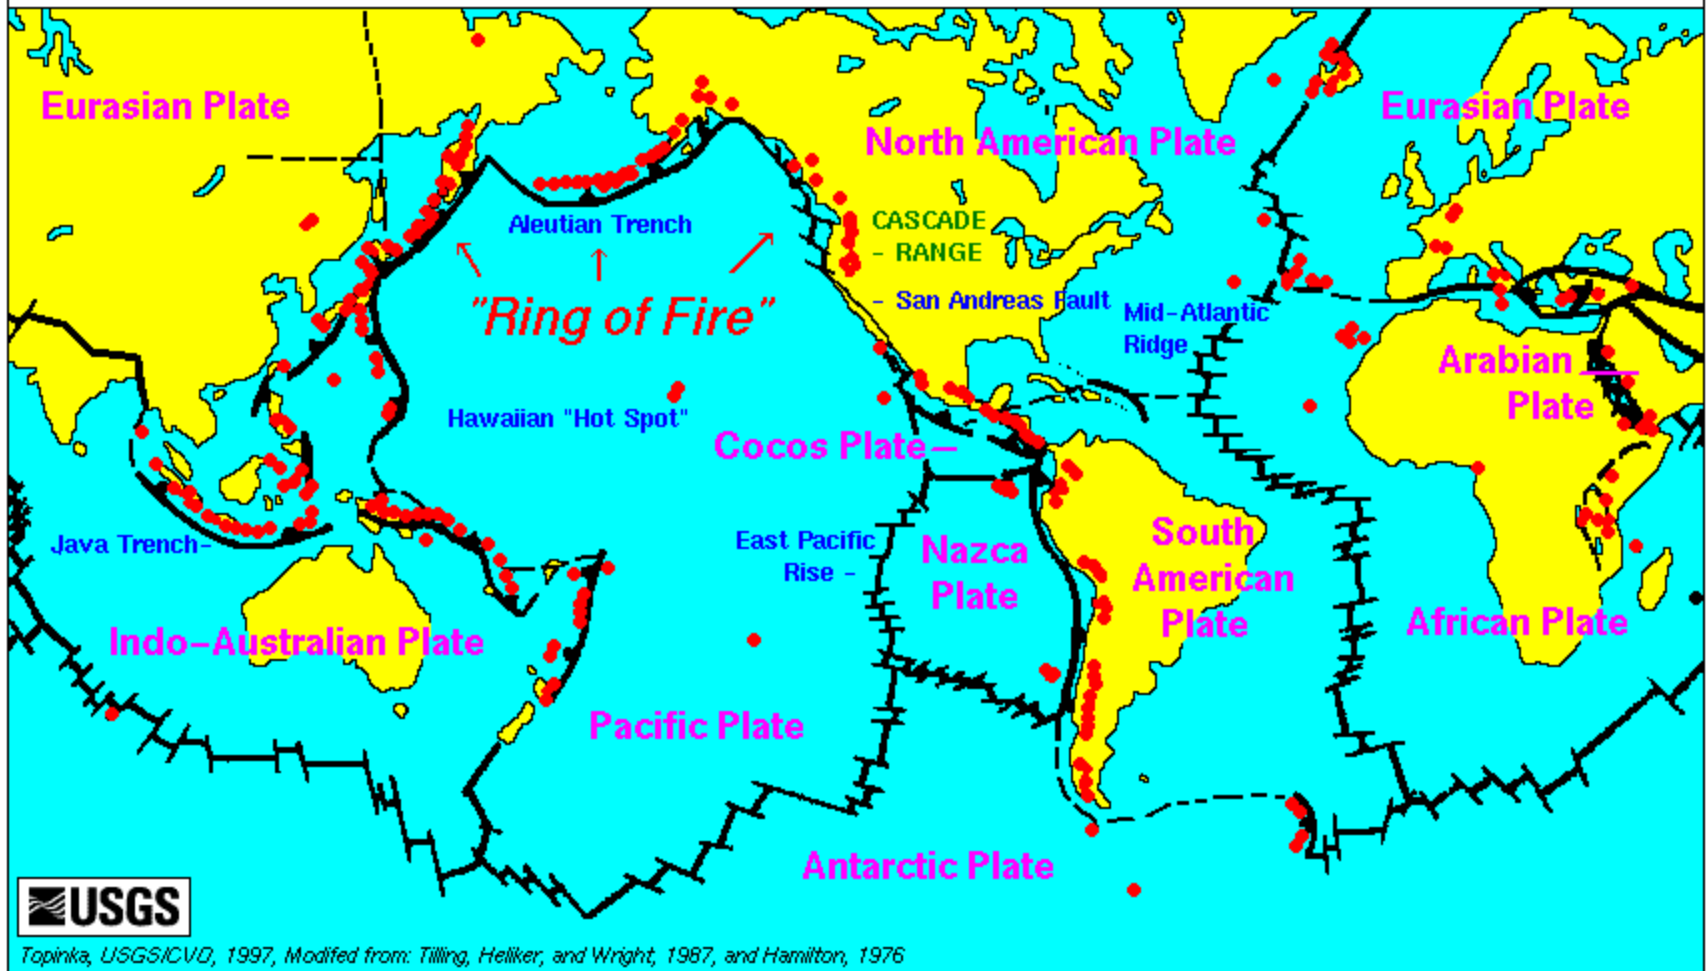 Eurasian Plate
Eurasian Plate
North American Plate
Aleutian Trench
CASCADE
- RANGE
"Ring of Fire"
- San Andreas Fault
Mid-Atlantic
Ridge
Arabian
Plate
Hawaiian "Hot Spot"
Cocos Plate
Java Trench-
East Pacific
Rise -
Nazca
Plate
South
American
Plate
African Plate
Indo-Australian Plate
Pacific Plate
Antarctic Plate
USGS
Topinka, USGS/CVO, 1997, Modifed from: Tilling, Heliker, and Wright, 1987, and Hamilton, 1976